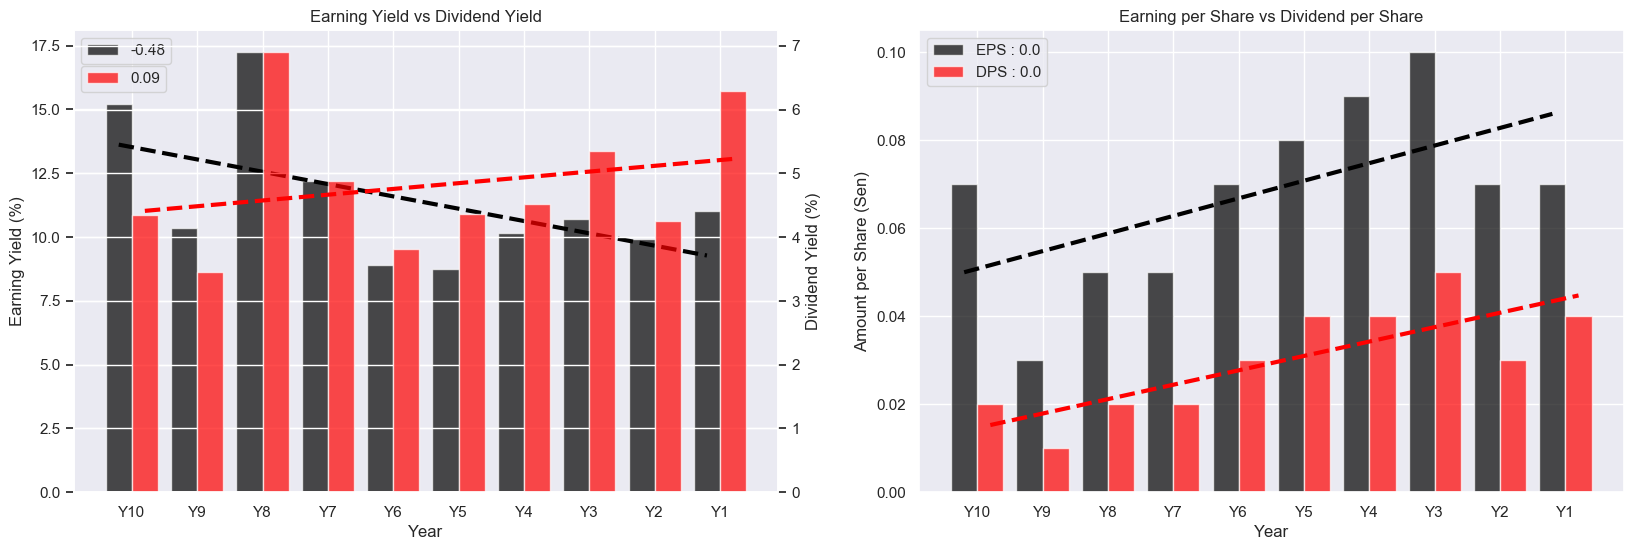 Earning Yield vs Dividend Yield
-0.48
0.09
17.5
15.0
12.5
10.0
7.5
5.0
2.5
0.0
Earning Yield (%)
7
6
5
4
3
2
1
0
Dividend Yield (%)
Y10 Y9 Y8 Y7 Y6 Y5 Y4 Y3 Y2 Y1
Year
Earning per Share vs Dividend per Share
EPS : 0.0
DPS : 0.0
0.10
0.08
0.06
0.04
0.02
0.00
Amount per Share (Sen)
Y10 Y9 Y8 Y7 Y6 Y5 Y4 Y3 Y2 Y1
Year